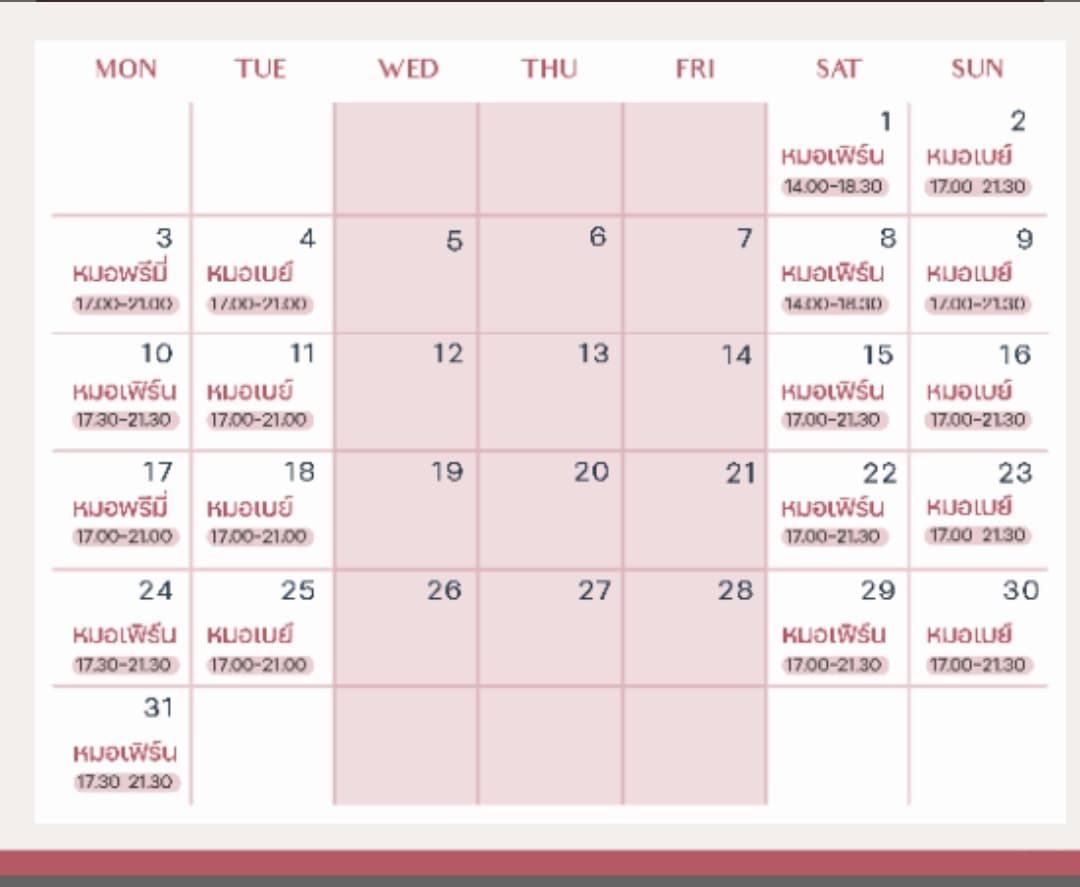 MON TUE WED THU FRI SAT SUN
1 2
หมอเฟิร์น หมอเบย์
14.00-18.30 17.00 21.30
3 4 5 6 7 8 9
หมอพรีมี่ หมอเบย์ หมอเฟิร์น หมอเบย์
17.00-21.00 17.00-21.00 14.00-18.30 17.00-21.30
10 11 12 13 14 15 16
หมอเฟิร์น หมอเบย์ หมอเฟิร์น หมอเบย์
17.30-21.30 17.00-21.00 17.00-21.30 17.00-21.30
17 18 19 20 21 22 23
หมอพรีมี่ หมอเบย์ หมอเฟิร์น หมอเบย์
17.00-21.00 17.00-21.00 17.00-21.30 17.00 21.30
24 25 26 27 28 29 30
หมอเฟิร์น หมอเบย์ หมอเฟิร์น หมอเบย์
17.30-21.30 17.00-21.00 17.00-21.30 17.00-21.30
31
หมอเฟิร์น
17.30 21.30